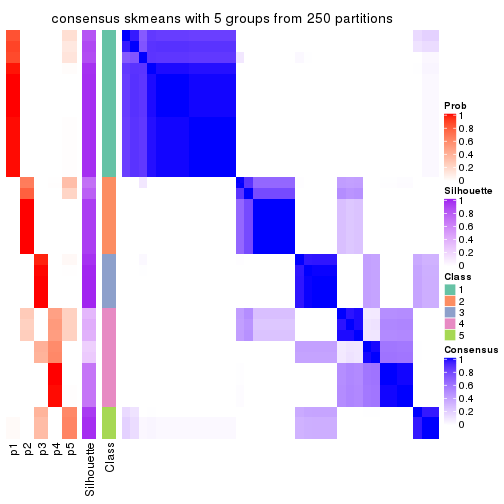 consensus skmeans with 5 groups from 250 partitions
Prob
1
0.8
0.6
0.4
0.2
0
Silhouette
1
0.8
0.6
0.4
0.2
0
Class
1
2
3
4
5
Consensus
1
0.8
0.6
0.4
0.2
0
p1
p2
p3
p4
p5
Silhouette
Class